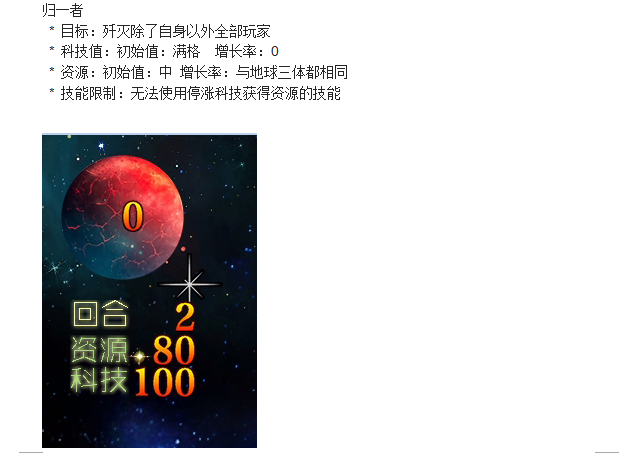 归一者
* 目标：歼灭除了自身以外全部玩家
* 科技值：初始值：满格 增长率：0
* 资源：初始值：中 增长率：与地球三体都相同
* 技能限制：无法使用停涨科技获得资源的技能
0
回合 2
资源 80
科技 100